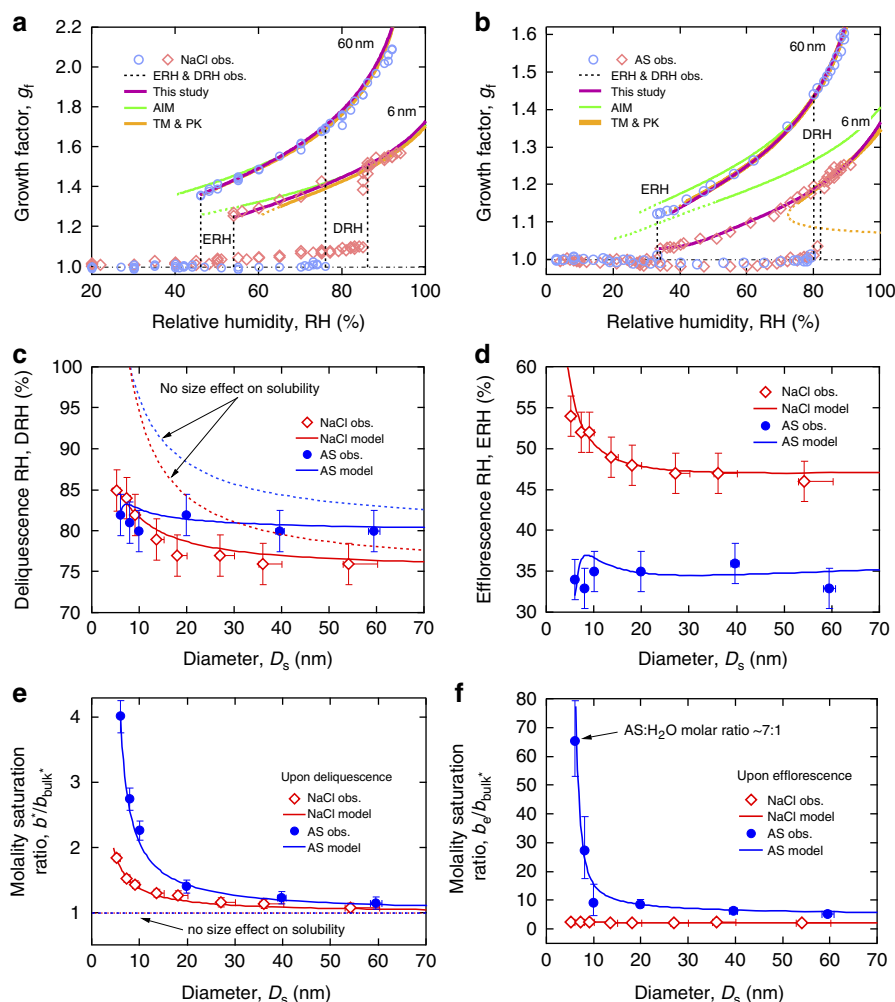 a
Growth factor, gf
2.2
2.0
1.8
1.6
1.4
1.2
1.0
NaCl obs.
ERH & DRH obs.
This study
AIM
TM & PK
60 nm
6 nm
ERH
DRH
20
40
60
80
100
Relative humidity, RH (%)
b
Growth factor, gf
1.6
1.5
1.4
1.3
1.2
1.1
1.0
AS obs.
ERH & DRH obs.
This study
AIM
TM & PK
60 nm
DRH
6 nm
ERH
0
20
40
60
80
100
Relative humidity, RH (%)
c
Deliquescence RH, DRH (%)
100
95
90
85
80
75
70
No size effect on solubility
NaCl obs.
NaCl model
AS obs.
AS model
0
10
20
30
40
50
60
70
Diameter, Ds (nm)
d
Efflorescence RH, ERH (%)
60
55
50
45
40
35
30
NaCl obs.
NaCl model
AS obs.
AS model
0
10
20
30
40
50
60
70
Diameter, Ds (nm)
e
Molality saturation
ratio, b*/bbulk*
4
3
2
1
Upon deliquescence
NaCl obs.
NaCl model
AS obs.
AS model
no size effect on solubility
0
10
20
30
40
50
60
70
Diameter, Ds (nm)
f
Molality saturation
ratio, be/bbulk*
80
70
60
50
40
30
20
10
0
AS:H2O molar ratio ~7:1
Upon efflorescence
NaCl obs.
NaCl model
AS obs.
AS model
0
10
20
30
40
50
60
70
Diameter, Ds (nm)